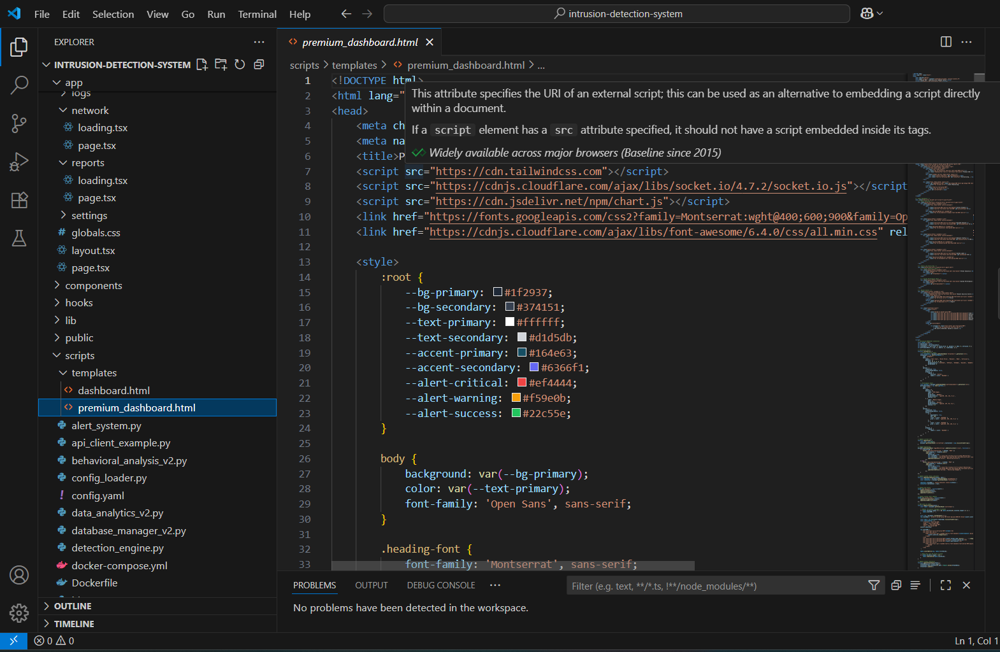 File Edit Selection View Go Run Terminal Help
intrusion-detection-system
EXPLORER
INTRUSION-DETECTION-SYSTEM
app
logs
network
loading.tsx
page.tsx
reports
loading.tsx
page.tsx
settings
globals.css
layout.tsx
page.tsx
components
hooks
lib
public
scripts
templates
dashboard.html
premium_dashboard.html
alert_system.py
api_client_example.py
behavioral_analysis_v2.py
config_loader.py
config.yaml
data_analytics_v2.py
database_manager_v2.py
detection_engine.py
docker-compose.yml
Dockerfile
OUTLINE
TIMELINE
premium_dashboard.html
scripts > templates > premium_dashboard.html > ...
1 <!DOCTYPE html>
2 <html lang="
3 <head>
4 <meta ch
5 <meta na
6 <title>P
This attribute specifies the URI of an external script; this can be used as an alternative to embedding a script directly
within a document.
If a script element has a src attribute specified, it should not have a script embedded inside its tags.
Widely available across major browsers (Baseline since 2015)
7 <script src="https://cdn.tailwindcss.com"></script>
8 <script src="https://cdnjs.cloudflare.com/ajax/libs/socket.io/4.7.2/socket.io.js"></script
9 <script src="https://cdn.jsdelivr.net/npm/chart.js"></script>
10 <link href="https://fonts.googleapis.com/css2?family=Montserrat:wght@400;600;900&family=Op
11 <link href="https://cdnjs.cloudflare.com/ajax/libs/font-awesome/6.4.0/css/all.min.css" rel
12
13 <style>
14 :root {
15 --bg-primary: #1f2937;
16 --bg-secondary: #374151;
17 --text-primary: #ffffff;
18 --text-secondary: #d1d5db;
19 --accent-primary: #164e63;
20 --accent-secondary: #6366f1;
21 --alert-critical: #ef4444;
22 --alert-warning: #f59e0b;
23 --alert-success: #22c55e;
24 }
25
26 body {
27 background: var(--bg-primary);
28 color: var(--text-primary);
29 font-family: 'Open Sans', sans-serif;
30 }
31
32 .heading-font {
33 font-family: 'Montserrat', sans-serif;
PROBLEMS OUTPUT DEBUG CONSOLE ...
Filter (e.g. text, **/*.ts, !**/node_modules/**)
No problems have been detected in the workspace.
0 0
Ln 1, Col 1